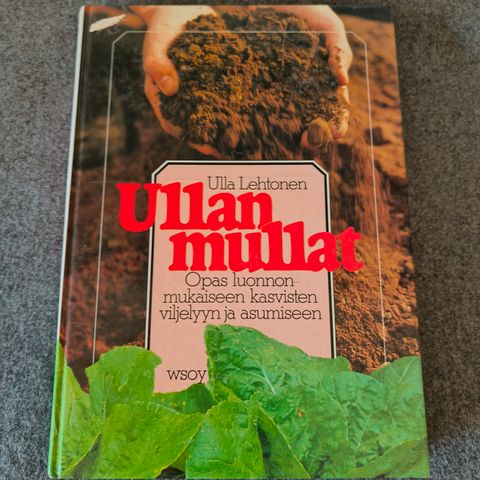 Ulla Lehtonen
Ullan
mullat
Opas luonnon-
mukaiseen kasvisten
viljelyyn ja asumiseen
wsoy